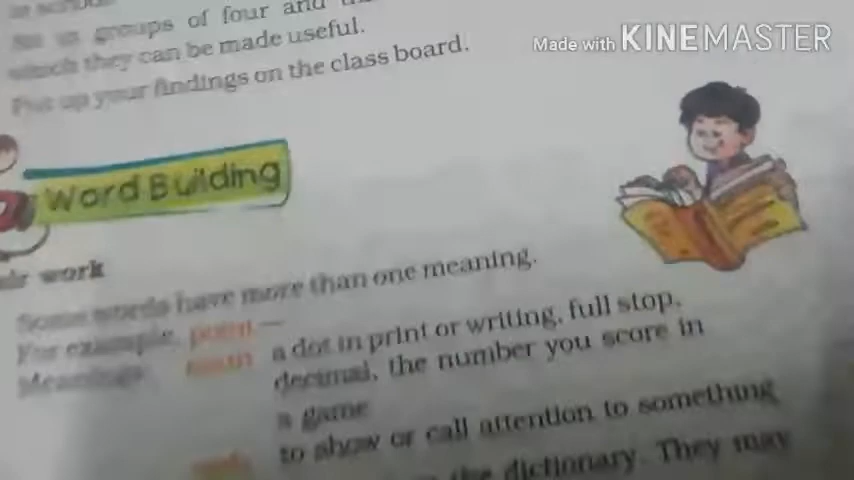 in groups of four and
which they can be made useful.
Put up your findings on the class board.
Made with KINEMASTER
Word Building
work
Some words have more than one meaning.
For example, point —
Meanings: noun a dot in print or writing, full stop,
decimal, the number you score in
a game
verb to show or call attention to something
the dictionary. They may